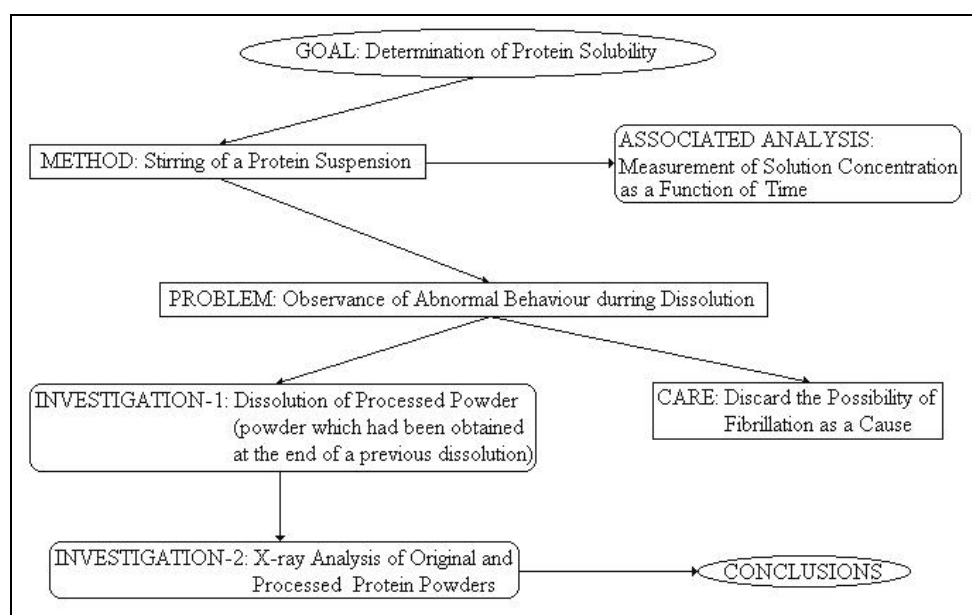 GOAL: Determination of Protein Solubility
METHOD: Stirring of a Protein Suspension
ASSOCIATED ANALYSIS:
Measurement of Solution Concentration
as a Function of Time
PROBLEM: Observance of Abnormal Behaviour durring Dissolution
INVESTIGATION-1: Dissolution of Processed Powder
(powder which had been obtained
at the end of a previous dissolution)
CARE: Discard the Possibility of
Fibrillation as a Cause
INVESTIGATION-2: X-ray Analysis of Original and
Processed Protein Powders
CONCLUSIONS